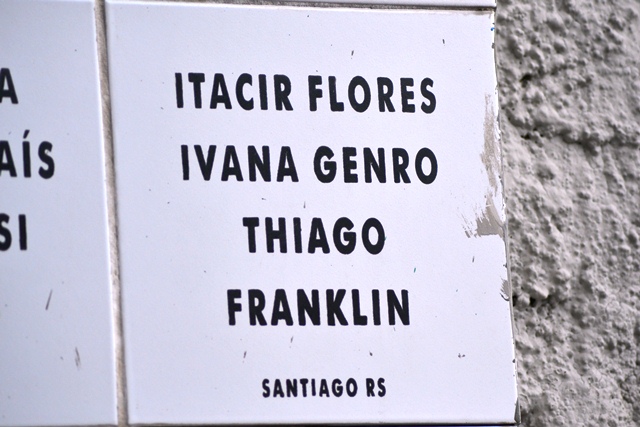 ITACIR FLORES
IVANA GENRO
THIAGO
FRANKLIN
SANTIAGO RS